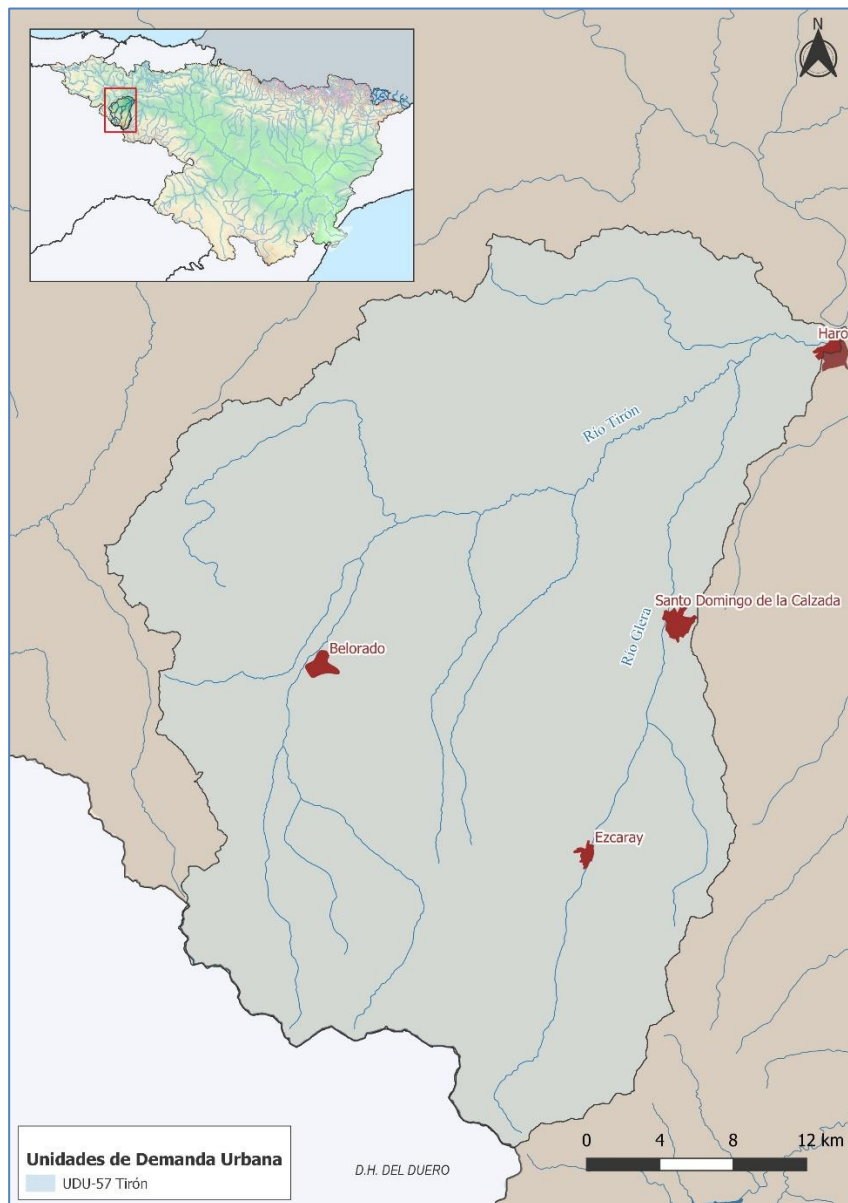 N
Haro
Río Tirón
Santo Domingo de la Calzada
Río Glera
Belorado
Ezcaray
Unidades de Demanda Urbana
UDU-57 Tirón
D.H. DEL DUERO
0 4 8 12 km